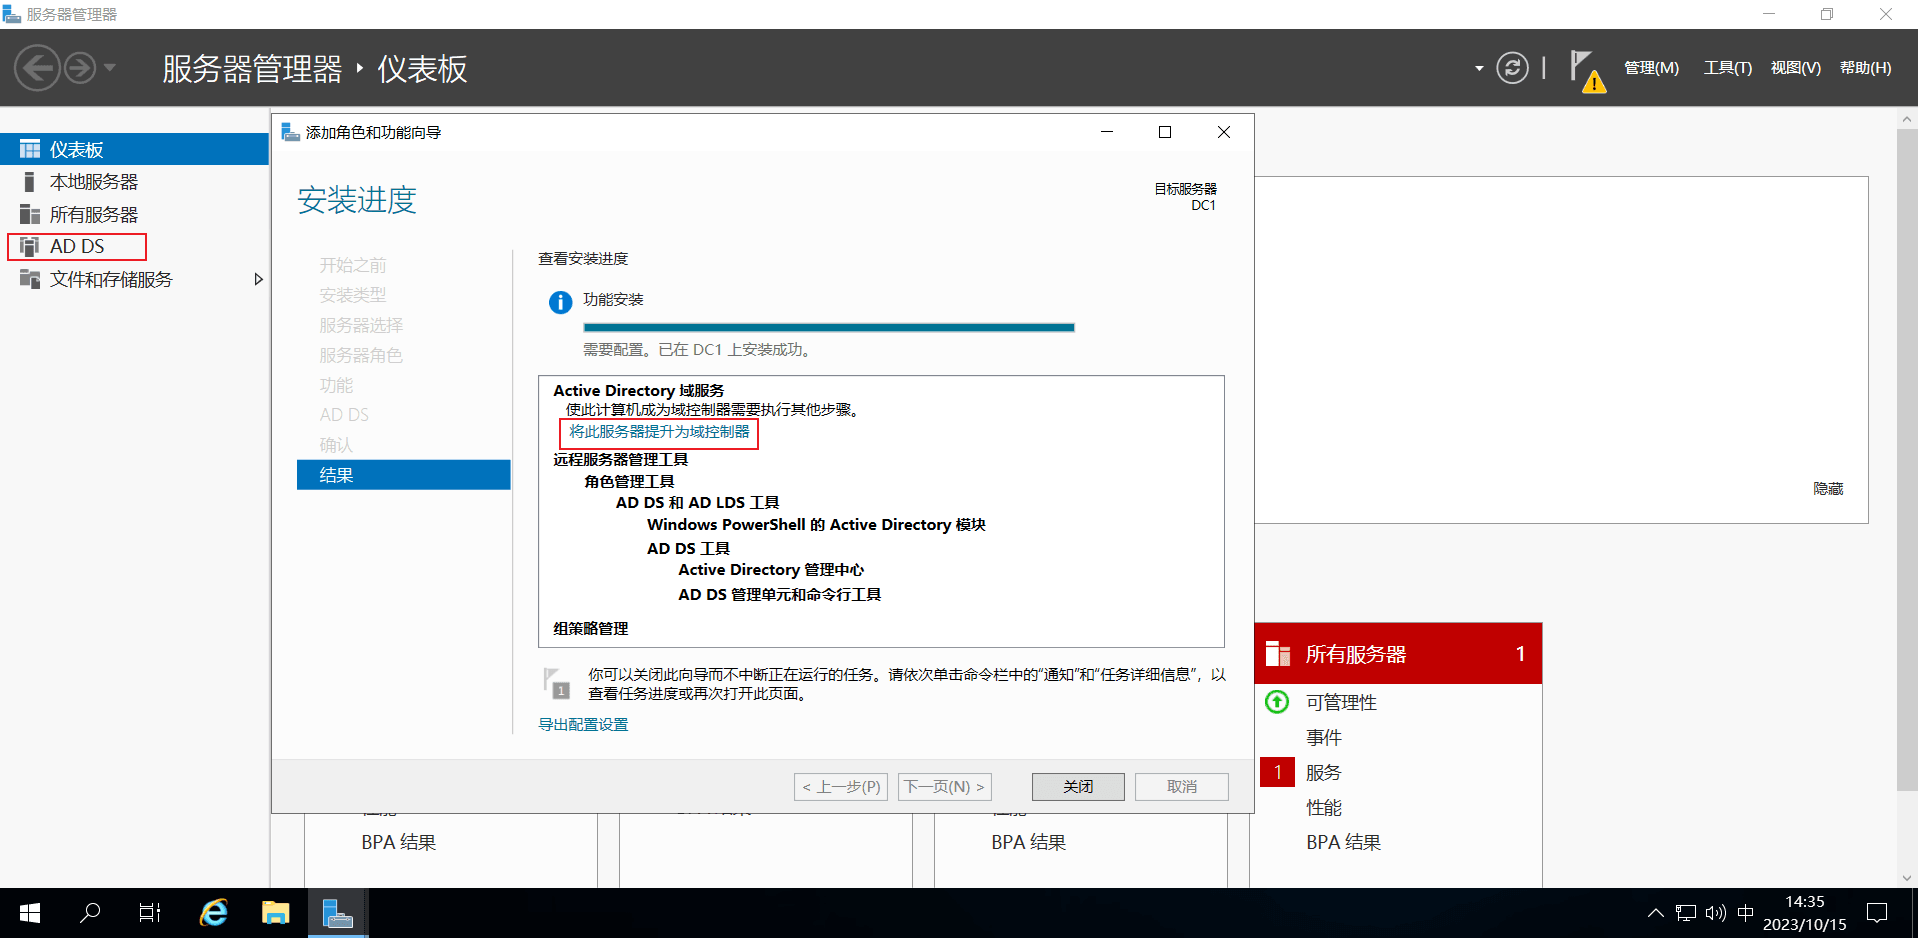 服务器管理器
服务器管理器 ‣ 仪表板
管理(M) 工具(T) 视图(V) 帮助(H)
仪表板
本地服务器
所有服务器
AD DS
文件和存储服务
添加角色和功能向导
安装进度
目标服务器
DC1
开始之前
安装类型
服务器选择
服务器角色
功能
AD DS
确认
结果
查看安装进度
功能安装
需要配置。已在 DC1 上安装成功。
Active Directory 域服务
使此计算机成为域控制器需要执行其他步骤。
将此服务器提升为域控制器
远程服务器管理工具
角色管理工具
AD DS 和 AD LDS 工具
Windows PowerShell 的 Active Directory 模块
AD DS 工具
Active Directory 管理中心
AD DS 管理单元和命令行工具
组策略管理
1
你可以关闭此向导而不中断正在运行的任务。请依次单击命令栏中的“通知”和“任务详细信息”，以
查看任务进度或再次打开此页面。
导出配置设置
< 上一步(P) 下一页(N) > 关闭 取消
隐藏
所有服务器 1
可管理性
事件
1 服务
性能
BPA 结果
BPA 结果
BPA 结果
中
14:35
2023/10/15